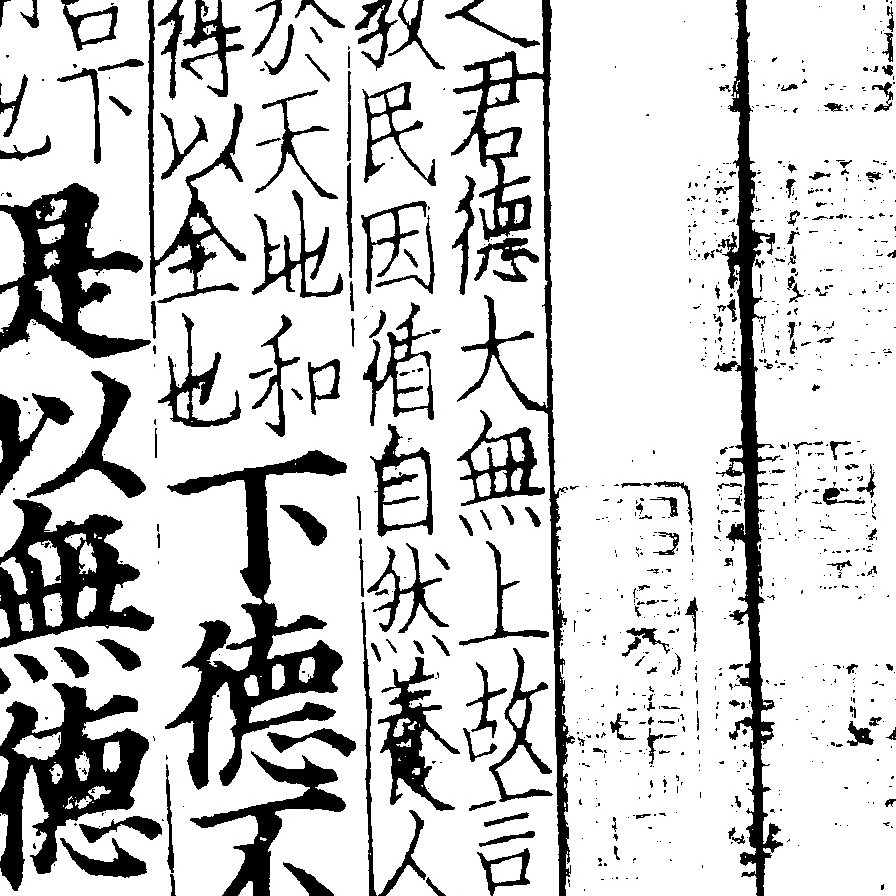 之君德大無上故言
教民因循自然養人
於天地和
得以全也
下德不
言下
也
是以無德